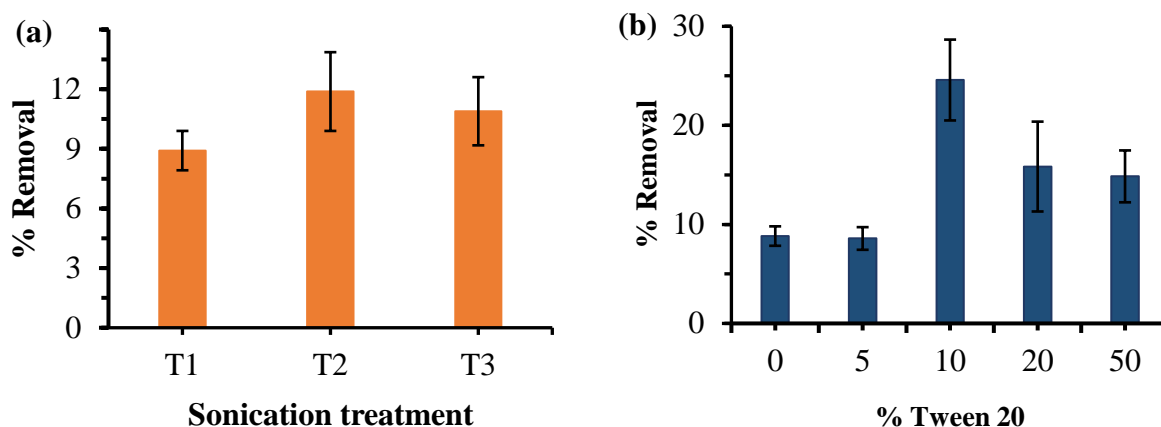 (a)
% Removal
12
9
6
3
0
T1 T2 T3
Sonication treatment
(b)
% Removal
30
20
10
0
0 5 10 20 50
% Tween 20